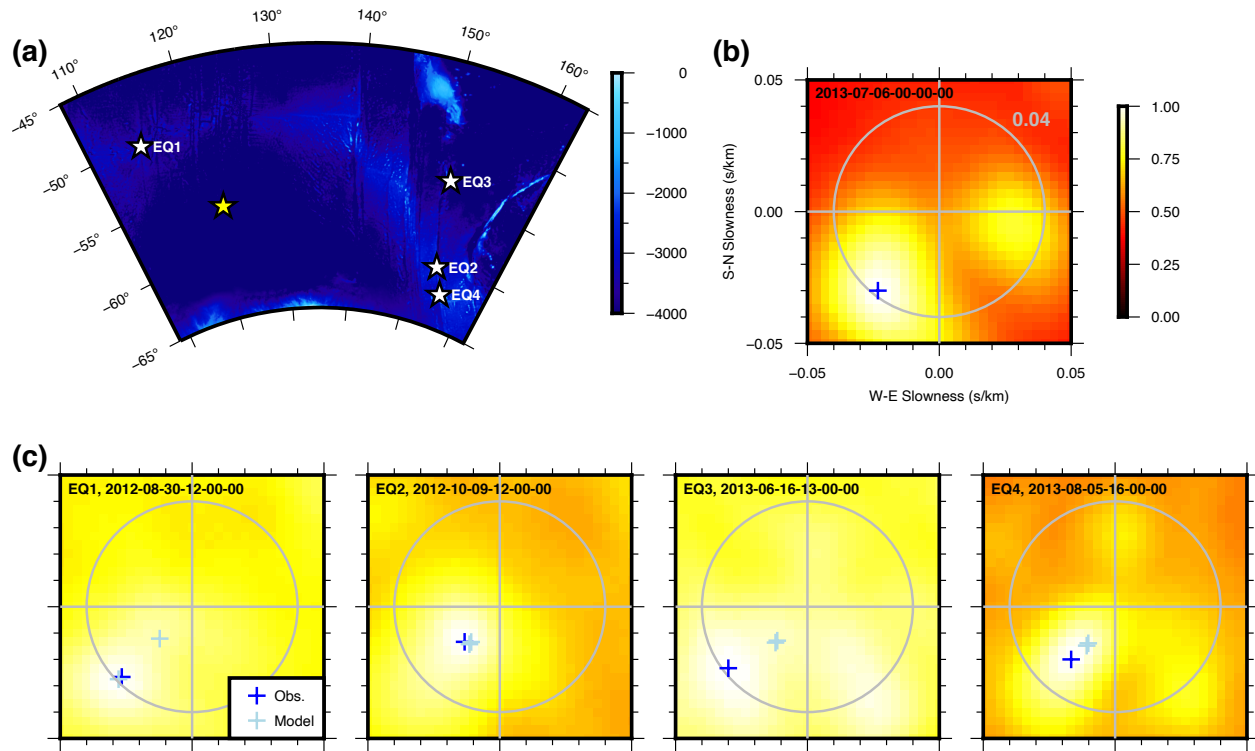 (a)
110°
120°
130°
140°
150°
160°
−45°
−50°
−55°
−60°
−65°
EQ1
EQ3
EQ2
EQ4
0
−1000
−2000
−3000
−4000
(b)
2013-07-06-00-00-00
0.04
0.05
0.00
−0.05
S-N Slowness (s/km)
−0.05
0.00
0.05
W-E Slowness (s/km)
1.00
0.75
0.50
0.25
0.00
(c)
EQ1, 2012-08-30-12-00-00
Obs.
Model
EQ2, 2012-10-09-12-00-00
EQ3, 2013-06-16-13-00-00
EQ4, 2013-08-05-16-00-00